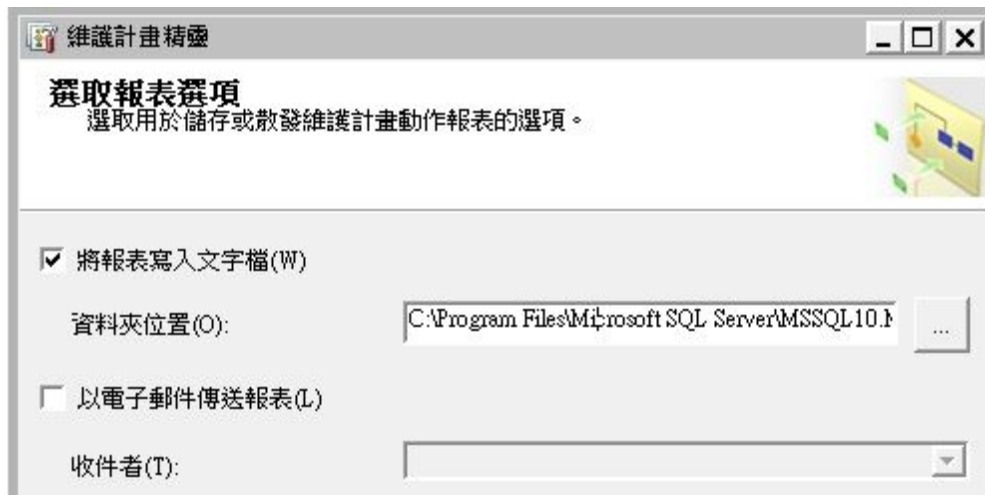 維護計畫精靈
選取報表選項
選取用於儲存或散發維護計畫動作報表的選項。
將報表寫入文字檔(W)
資料夾位置(O): C:\Program Files\Microsoft SQL Server\MSSQL10.M
...
以電子郵件傳送報表(L)
收件者(T):